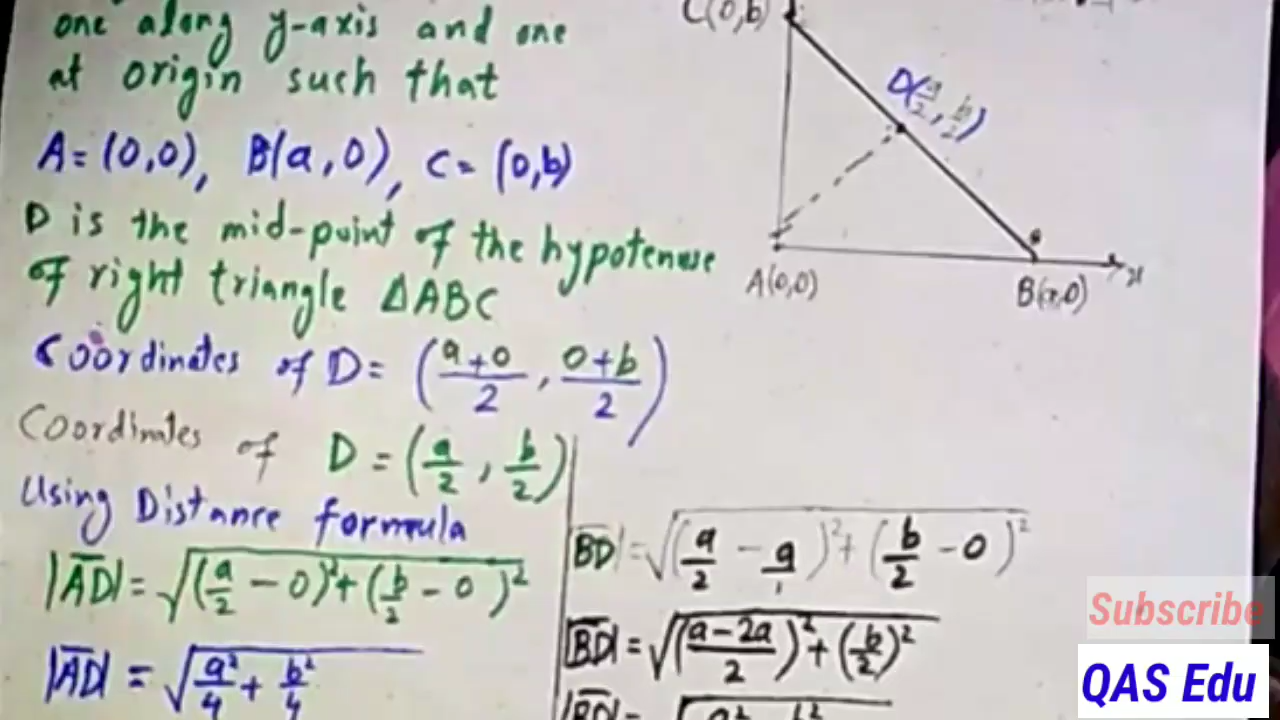 one along y-axis and one
at origin such that
A = (0,0), B(a,0), C = (0,b)
D is the mid-point of the hypotenuse
of right triangle ΔABC
Coordinates of D = (a+0/2, 0+b/2)
Coordinates of D = (a/2, b/2)
Using Distance formula
|AD| = √(a/2 - 0)² + (b/2 - 0)²
|AD| = √a²/4 + b²/4
C(0,b)
D(a/2, b/2)
A(0,0)
B(a,0)
x
|BD| = √(a/2 - a/1)² + (b/2 - 0)²
|BD| = √(a-2a/2)² + (b/2)²
Subscribe
QAS Edu